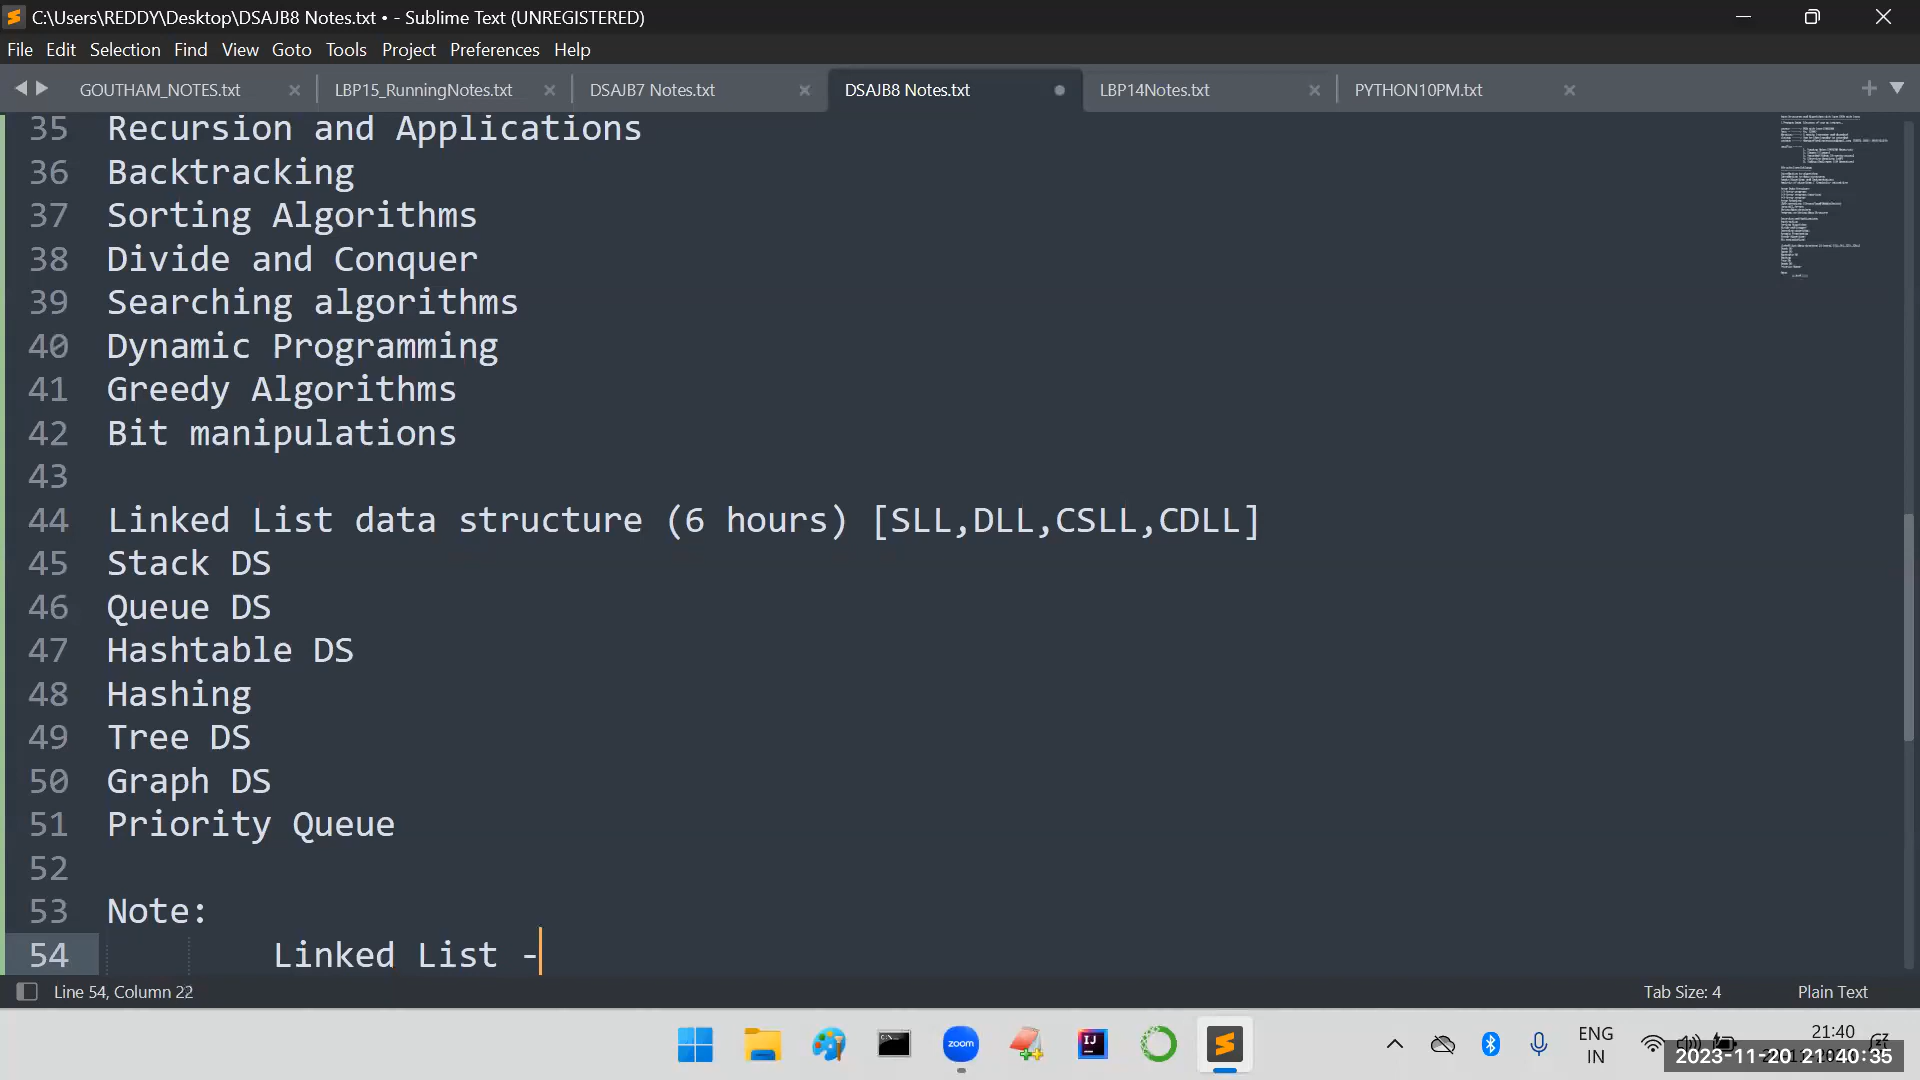 C:\Users\REDDY\Desktop\DSAJB8 Notes.txt • - Sublime Text (UNREGISTERED)
File Edit Selection Find View Goto Tools Project Preferences Help
GOUTHAM_NOTES.txt LBP15_RunningNotes.txt DSAJB7 Notes.txt DSAJB8 Notes.txt LBP14Notes.txt PYTHON10PM.txt
35 Recursion and Applications
36 Backtracking
37 Sorting Algorithms
38 Divide and Conquer
39 Searching algorithms
40 Dynamic Programming
41 Greedy Algorithms
42 Bit manipulations
43
44 Linked List data structure (6 hours) [SLL,DLL,CSLL,CDLL]
45 Stack DS
46 Queue DS
47 Hashtable DS
48 Hashing
49 Tree DS
50 Graph DS
51 Priority Queue
52
53 Note:
54 Linked List -
Line 54, Column 22 Tab Size: 4 Plain Text
zoom
IJ
ENG
IN
21:40
2023-11-20 21:40:35